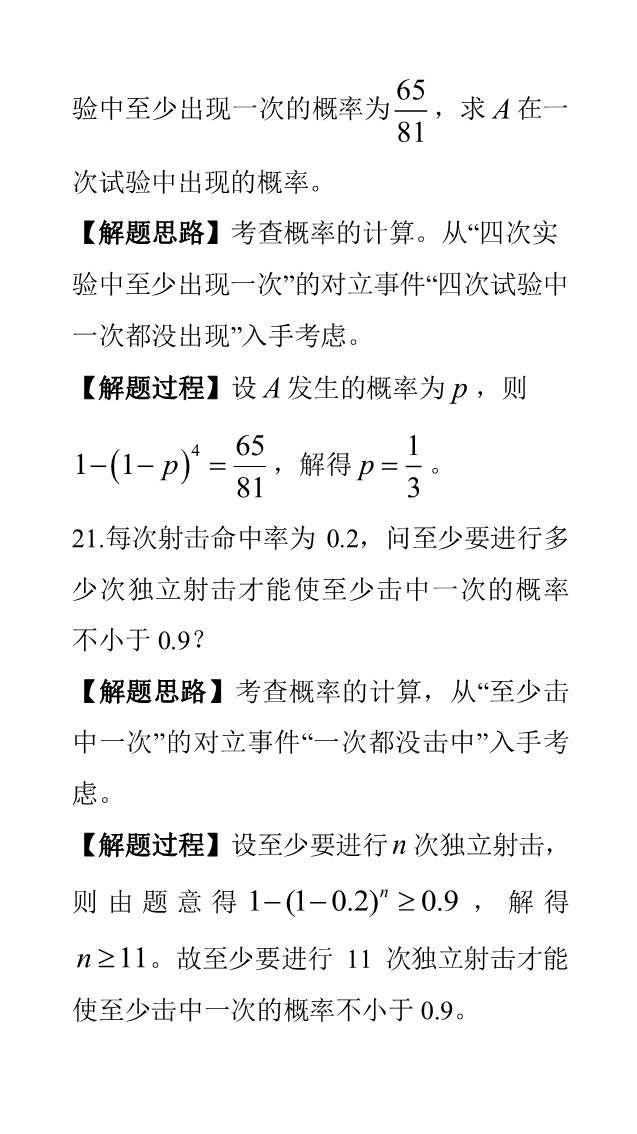 验中至少出现一次的概率为65/81，求 A 在一
次试验中出现的概率。
【解题思路】考查概率的计算。从“四次实
验中至少出现一次”的对立事件“四次试验中
一次都没出现”入手考虑。
【解题过程】设 A 发生的概率为 p ，则
1−(1− p)⁴ = 65/81，解得 p = 1/3 。
21.每次射击命中率为 0.2，问至少要进行多
少次独立射击才能使至少击中一次的概率
不小于 0.9？
【解题思路】考查概率的计算，从“至少击
中一次”的对立事件“一次都没击中”入手考
虑。
【解题过程】设至少要进行 n 次独立射击，
则由题意得 1−(1−0.2)ⁿ ≥ 0.9 ，解得
n ≥ 11。故至少要进行 11 次独立射击才能
使至少击中一次的概率不小于 0.9。